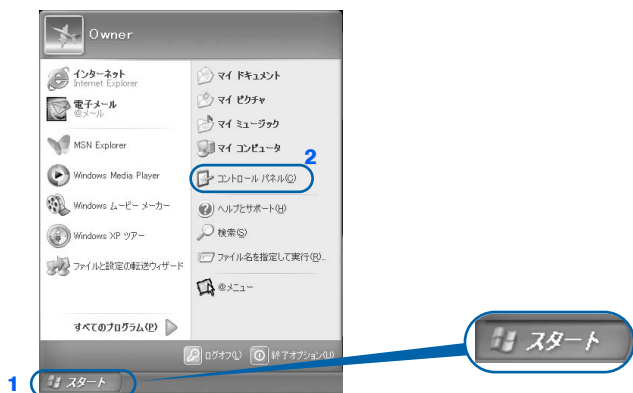 Owner
インターネット
Internet Explorer
電子メール
@メール
MSN Explorer
Windows Media Player
Windows ムービー メーカー
Windows XP ツアー
ファイルと設定の転送ウィザード
すべてのプログラム(P)
マイ ドキュメント
マイ ピクチャ
マイ ミュージック
マイ コンピュータ
2
コントロール パネル(C)
ヘルプとサポート(H)
検索(S)
ファイル名を指定して実行(R)...
@メニュー
ログオフ(L)
終了オプション(U)
1
スタート
スタート